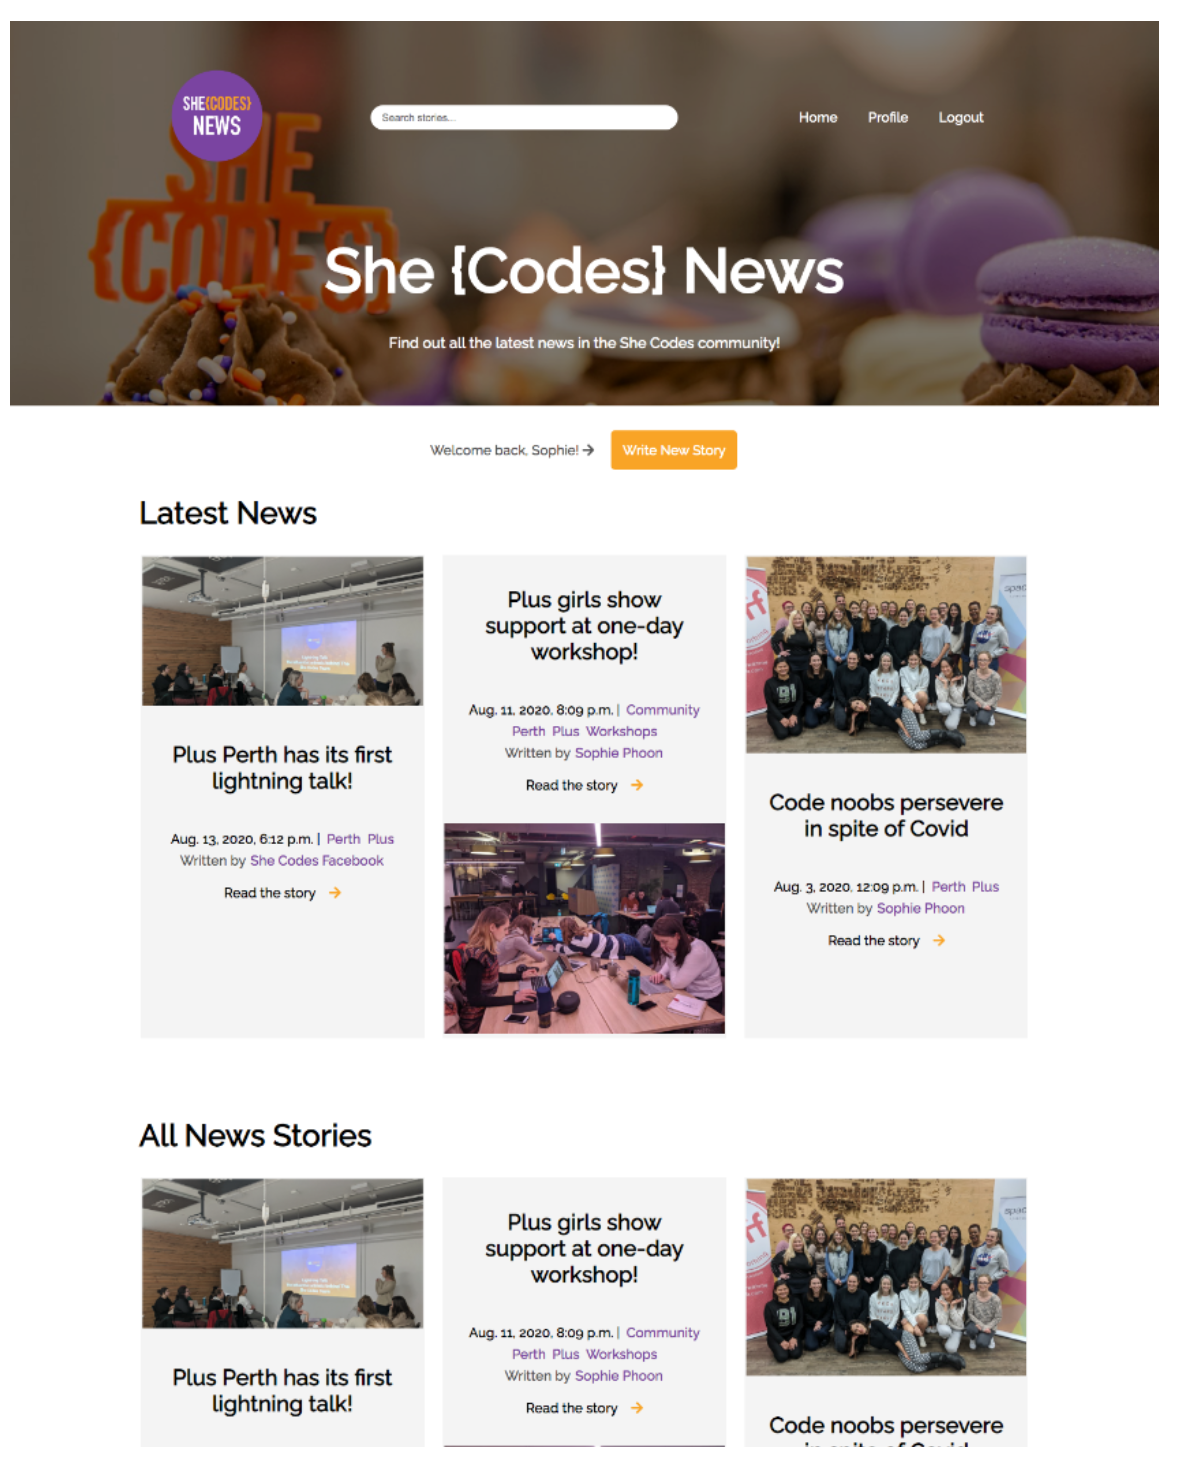 SHE{CODES}
NEWS
Search stories...
Home Profile Logout
SHE
{CODES}
She {Codes} News
Find out all the latest news in the She Codes community!
Welcome back, Sophie! → Write New Story
Latest News
Plus Perth has its first
lightning talk!
Aug. 13, 2020, 6:12 p.m. | Perth Plus
Written by She Codes Facebook
Read the story →
Plus girls show
support at one-day
workshop!
Aug. 11, 2020, 8:09 p.m. | Community
Perth Plus Workshops
Written by Sophie Phoon
Read the story →
Code noobs persevere
in spite of Covid
Aug. 3, 2020, 12:09 p.m. | Perth Plus
Written by Sophie Phoon
Read the story →
All News Stories
Plus Perth has its first
lightning talk!
Plus girls show
support at one-day
workshop!
Aug. 11, 2020, 8:09 p.m. | Community
Perth Plus Workshops
Written by Sophie Phoon
Read the story →
Code noobs persevere
in spite of Covid